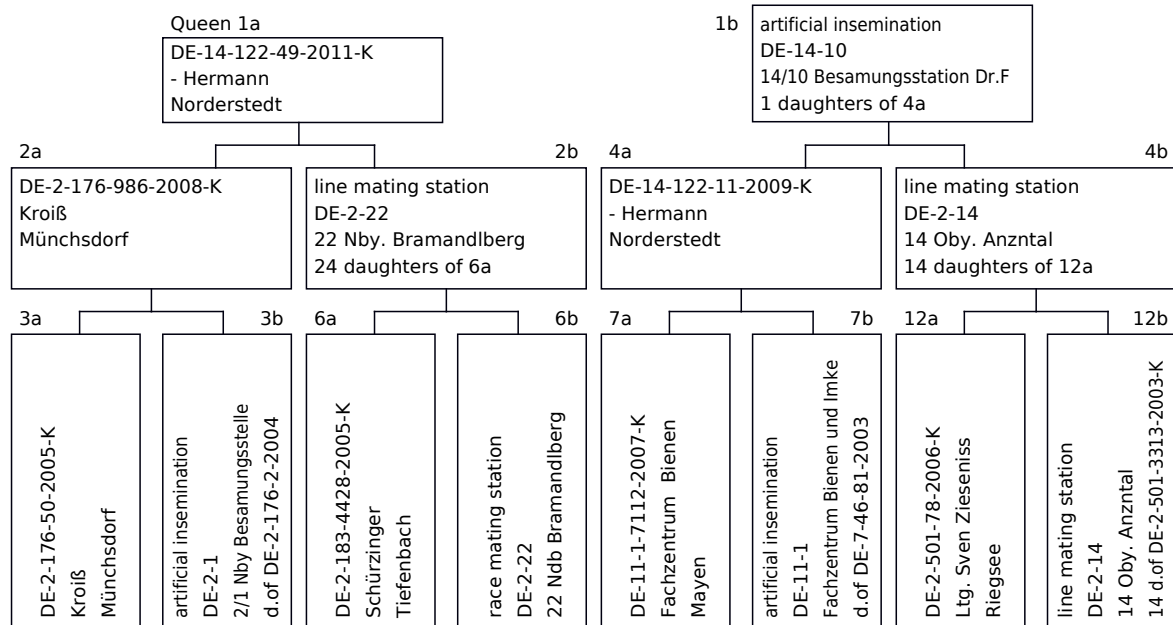 Queen 1a
DE-14-122-49-2011-K
- Hermann
Norderstedt
1b
artificial insemination
DE-14-10
14/10 Besamungsstation Dr.F
1 daughters of 4a
2a
DE-2-176-986-2008-K
Kroiß
Münchsdorf
2b
line mating station
DE-2-22
22 Nby. Bramandlberg
24 daughters of 6a
4a
DE-14-122-11-2009-K
- Hermann
Norderstedt
4b
line mating station
DE-2-14
14 Oby. Anzntal
14 daughters of 12a
3a
DE-2-176-50-2005-K
Kroiß
Münchsdorf
3b
artificial insemination
DE-2-1
2/1 Nby Besamungsstelle
d.of DE-2-176-2-2004
6a
DE-2-183-4428-2005-K
Schürzinger
Tiefenbach
6b
race mating station
DE-2-22
22 Ndb Bramandlberg
7a
DE-11-1-7112-2007-K
Fachzentrum Bienen
Mayen
7b
artificial insemination
DE-11-1
Fachzentrum Bienen und Imke
d.of DE-7-46-81-2003
12a
DE-2-501-78-2006-K
Ltg. Sven Zieseniss
Riegsee
12b
line mating station
DE-2-14
14 Oby. Anzntal
14 d.of DE-2-501-3313-2003-K